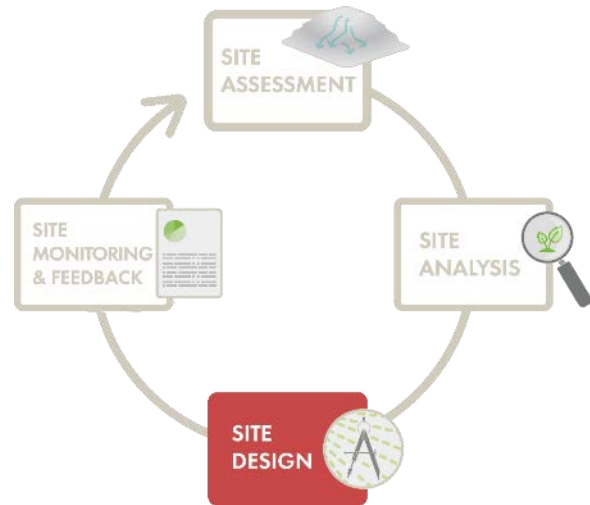 SITE
ASSESSMENT
SITE
ANALYSIS
SITE
DESIGN
SITE
MONITORING
& FEEDBACK